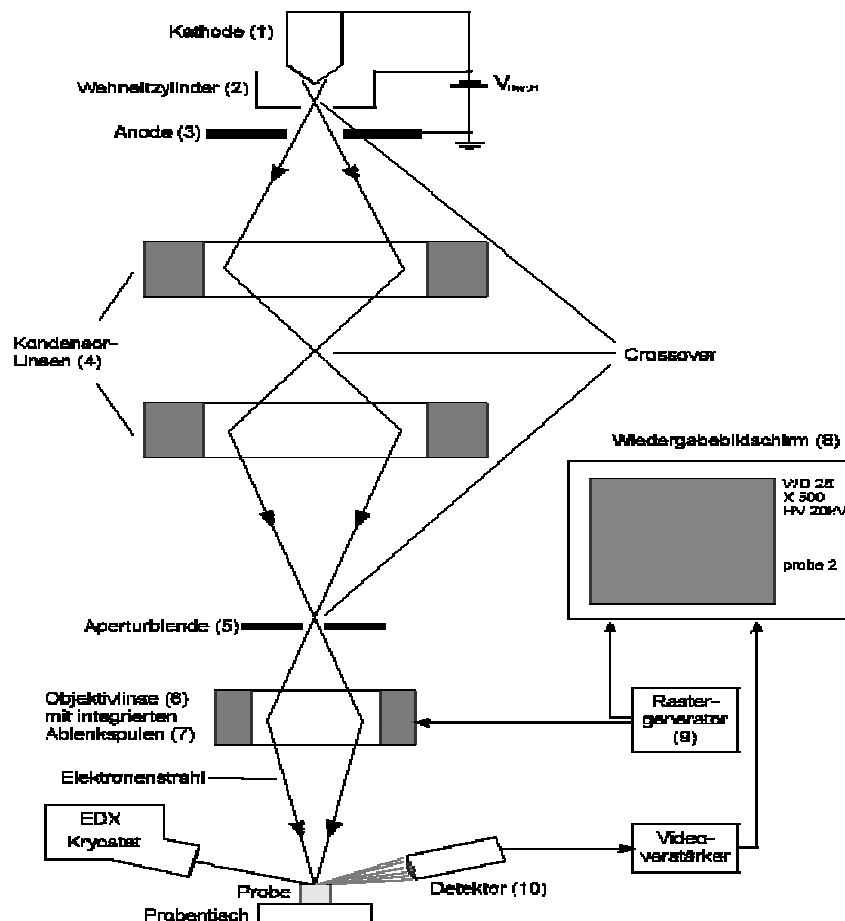 Kathode (1)
Wehneltzylinder (2)
Anode (3)
Kondensor-
Linsen (4)
Crossover
Wiedergabebildschirm (8)
WD 25
X 500
HV 20kV
probe 2
Aperturblende (5)
Objektivlinse (6)
mit integrierten
Ablenkspulen (7)
Raster-
generator
(9)
Elektronenstrahl
EDX
Kryostat
Video-
verstärker
Detektor (10)
Probe
Probentisch